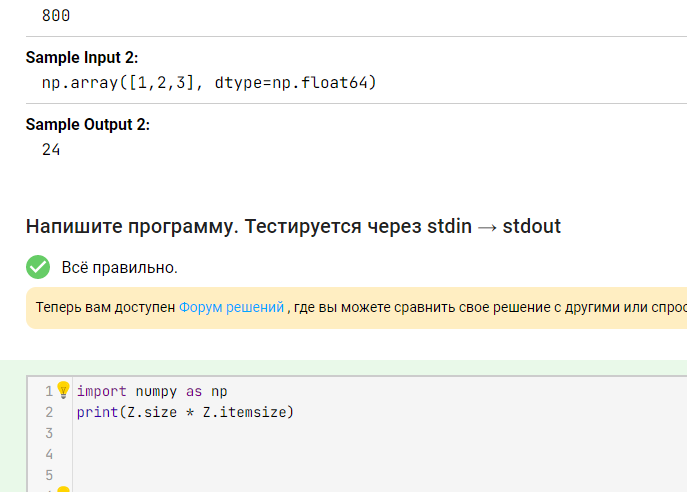 800
Sample Input 2:
np.array([1,2,3], dtype=np.float64)
Sample Output 2:
24
Напишите программу. Тестируется через stdin → stdout
Всё правильно.
Теперь вам доступен Форум решений , где вы можете сравнить свое решение с другими или спрос
1 import numpy as np
2 print(Z.size * Z.itemsize)
3
4
5